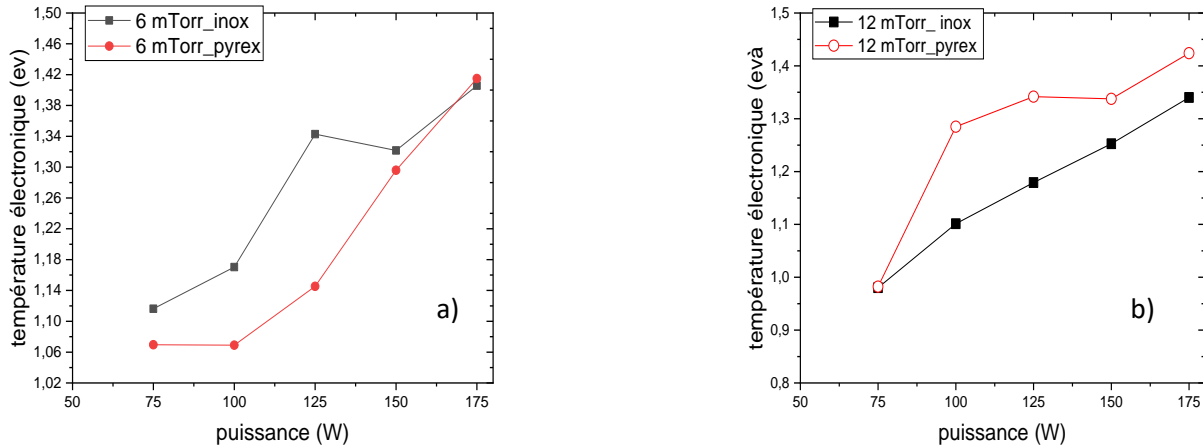 6 mTorr_inox
6 mTorr_pyrex
température électronique (ev)
1,50
1,46
1,42
1,38
1,34
1,30
1,26
1,22
1,18
1,14
1,10
1,06
1,02
a)
50 75 100 125 150 175
puissance (W)
12 mTorr_ inox
12 mTorr_pyrex
température électronique (evà
1,5
1,4
1,3
1,2
1,1
1,0
0,9
0,8
b)
50 75 100 125 150 175
puissance (W)